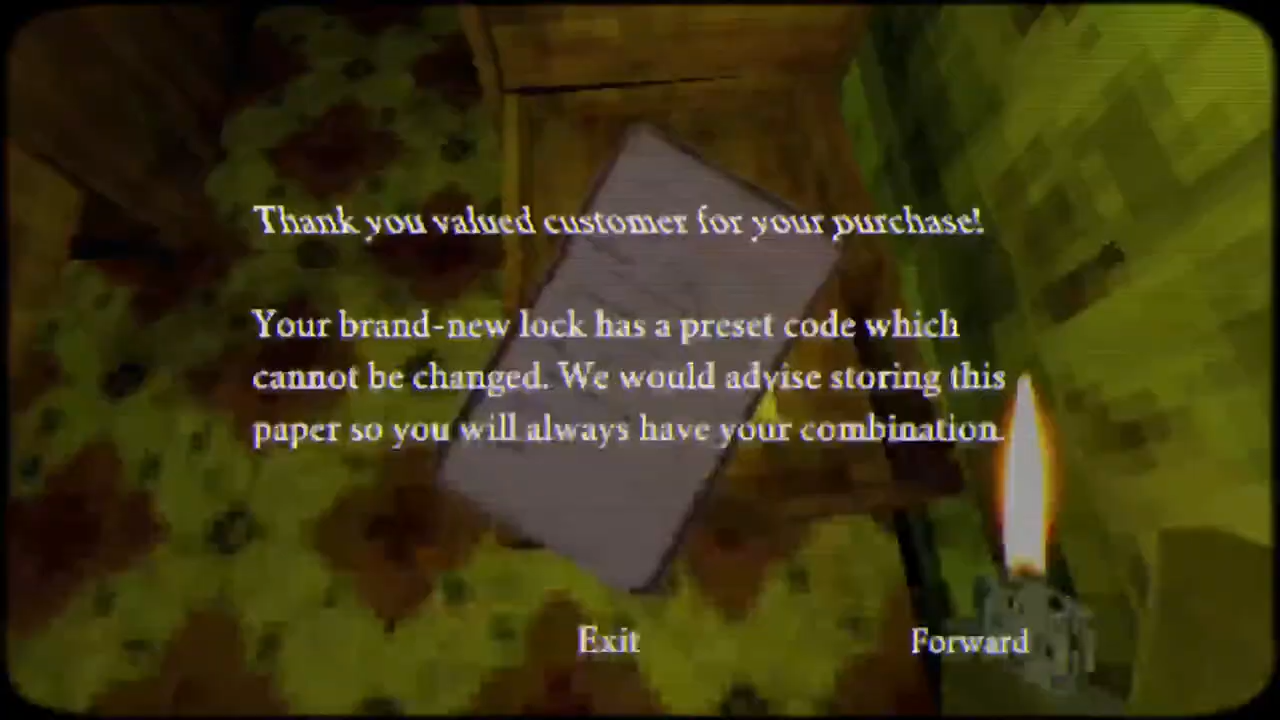 Thank you valued customer for your purchase!
Your brand-new lock has a preset code which
cannot be changed. We would advise storing this
paper so you will always have your combination.
Exit
Forward